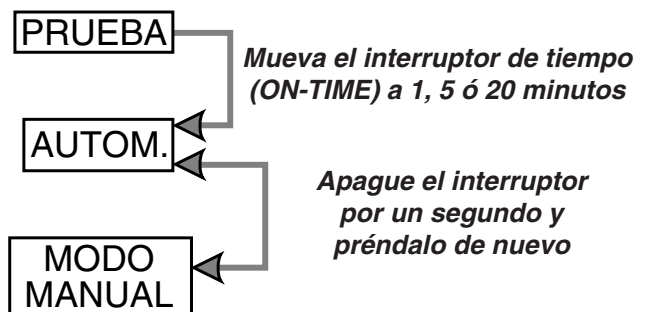 PRUEBA
Mueva el interruptor de tiempo
(ON-TIME) a 1, 5 ó 20 minutos
AUTOM.
Apague el interruptor
por un segundo y
préndalo de nuevo
MODO
MANUAL